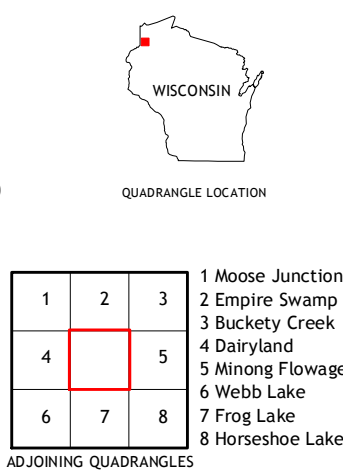 WISCONSIN
QUADRANGLE LOCATION
1 2 3
4 5
6 7 8
ADJOINING QUADRANGLES
1 Moose Junction
2 Empire Swamp
3 Buckety Creek
4 Dairyland
5 Minong Flowage
6 Webb Lake
7 Frog Lake
8 Horseshoe Lake